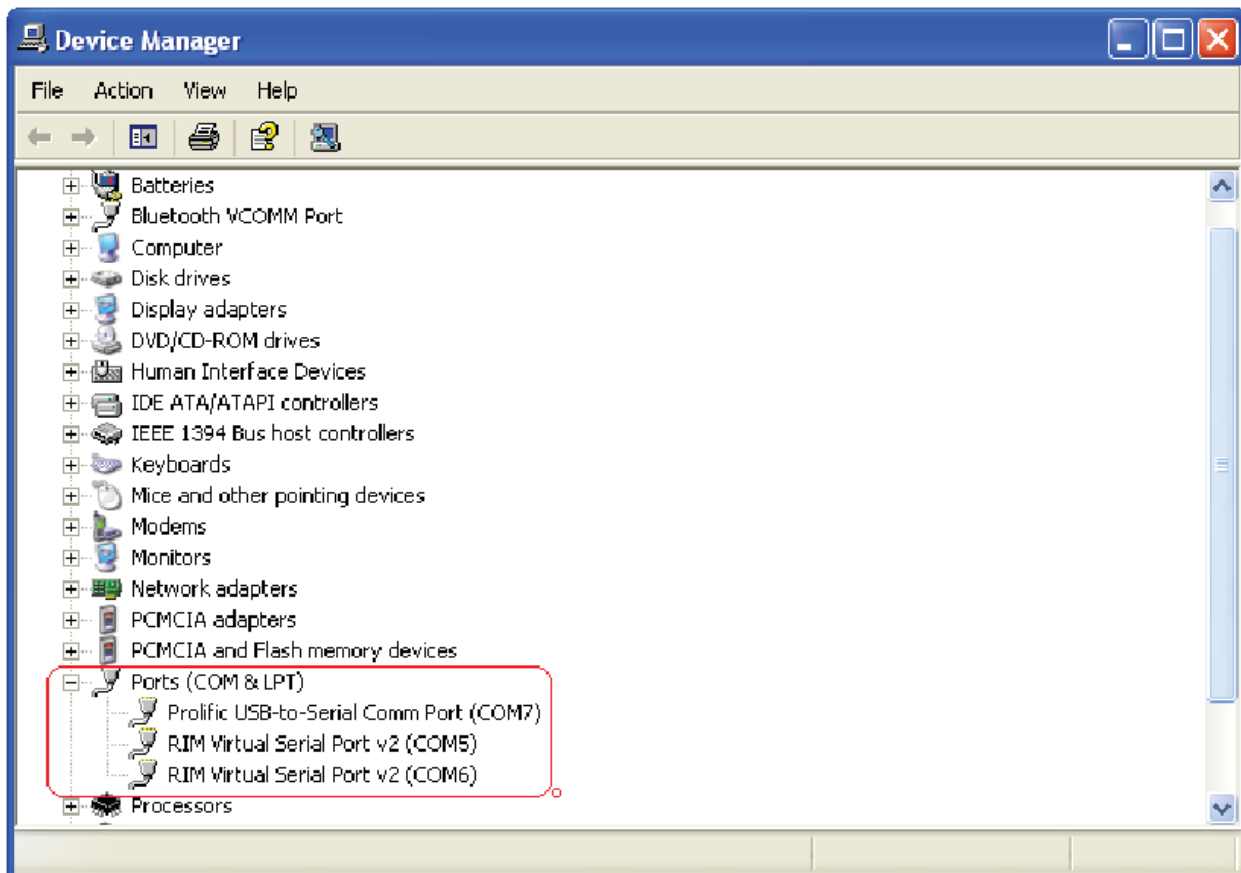 Device Manager
File Action View Help
Batteries
Bluetooth VCOMM Port
Computer
Disk drives
Display adapters
DVD/CD-ROM drives
Human Interface Devices
IDE ATA/ATAPI controllers
IEEE 1394 Bus host controllers
Keyboards
Mice and other pointing devices
Modems
Monitors
Network adapters
PCMCIA adapters
PCMCIA and Flash memory devices
Ports (COM & LPT)
Prolific USB-to-Serial Comm Port (COM7)
RIM Virtual Serial Port v2 (COM5)
RIM Virtual Serial Port v2 (COM6)
Processors